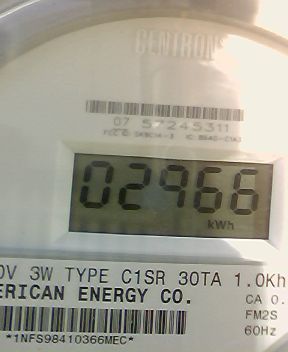 CENTRON
07 57245311
02966
kWh
0V 3W TYPE C1SR 30TA 1.0Kh
ERICAN ENERGY CO.
CA 0.
FM2S
60Hz
*1NFS98410366MEC*